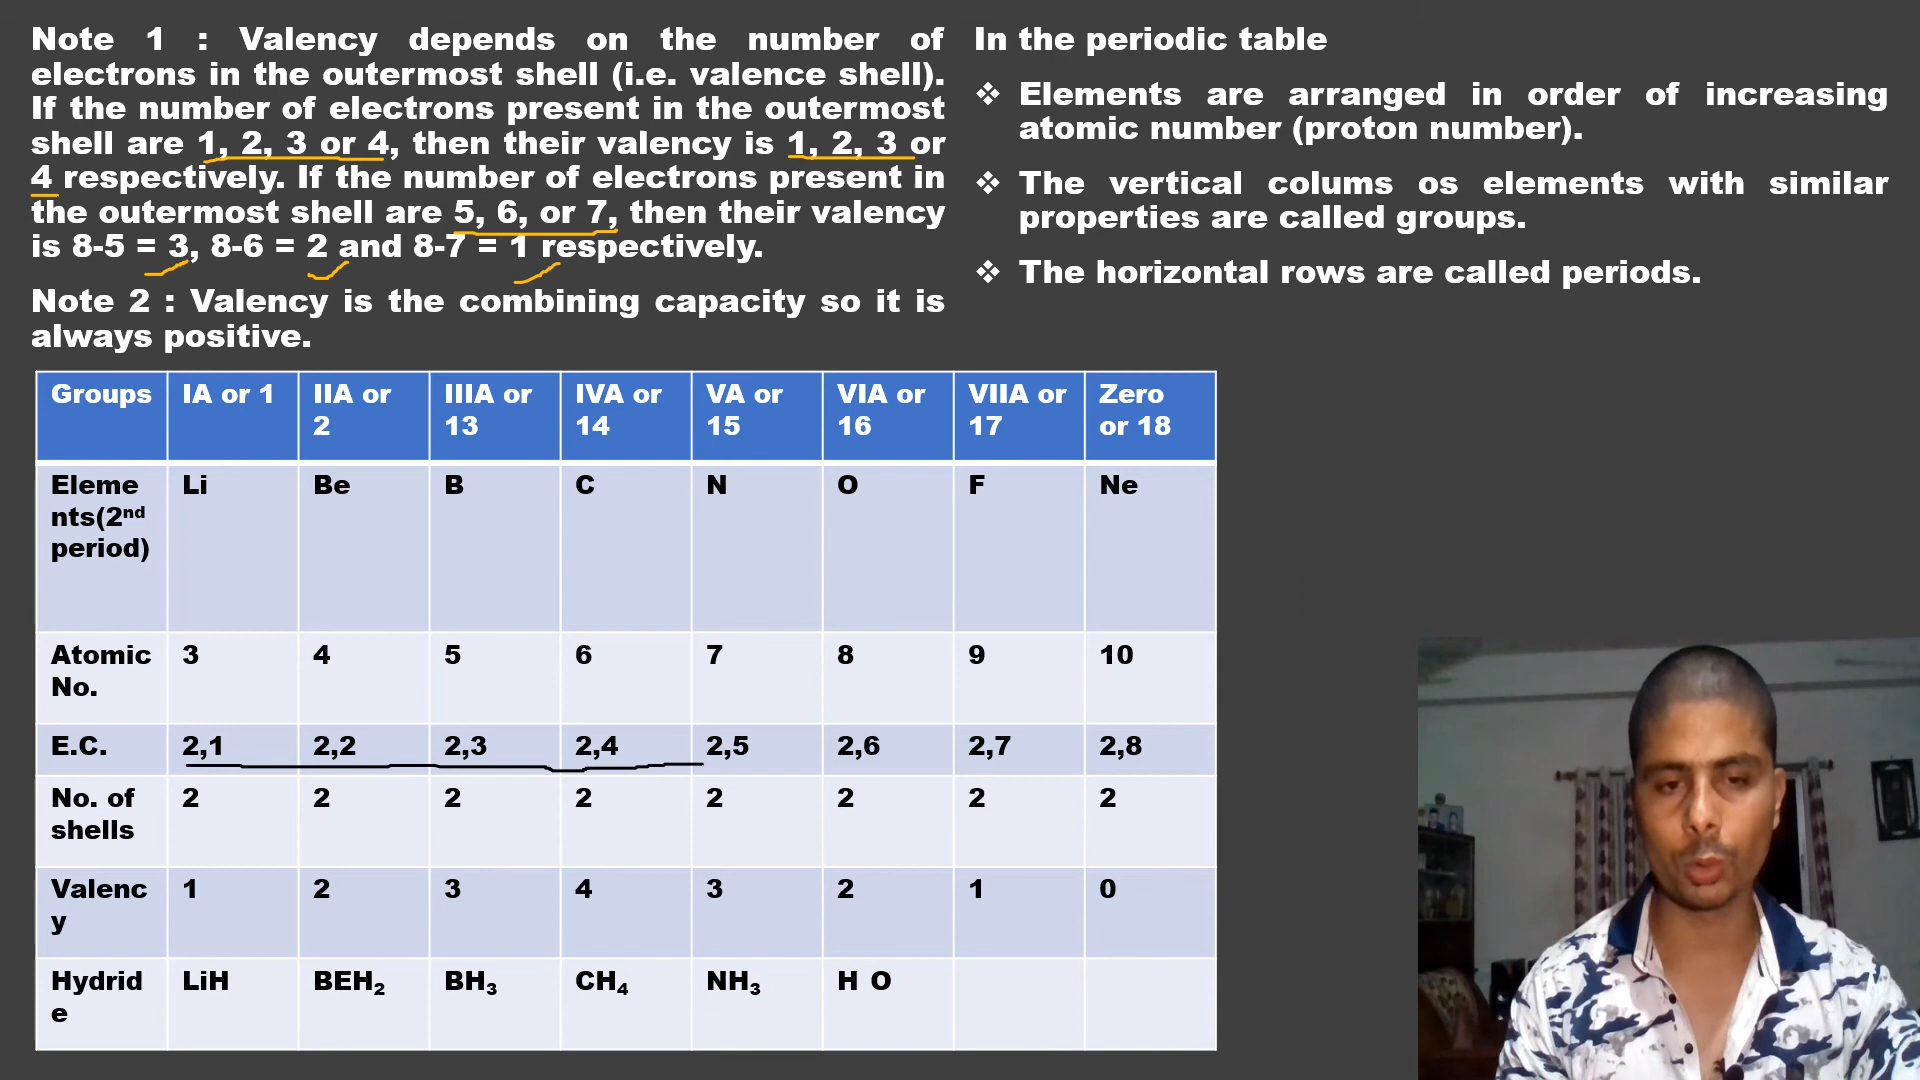 Note 1 : Valency depends on the number of
electrons in the outermost shell (i.e. valence shell).
If the number of electrons present in the outermost
shell are 1, 2, 3 or 4, then their valency is 1, 2, 3 or
4 respectively. If the number of electrons present in
the outermost shell are 5, 6, or 7, then their valency
is 8-5 = 3, 8-6 = 2 and 8-7 = 1 respectively.
Note 2 : Valency is the combining capacity so it is
always positive.
In the periodic table
❖ Elements are arranged in order of increasing
atomic number (proton number).
❖ The vertical colums os elements with similar
properties are called groups.
❖ The horizontal rows are called periods.
Groups IA or 1 IIA or 2 IIIA or 13 IVA or 14 VA or 15 VIA or 16 VIIA or 17 Zero or 18
Elements(2nd period) Li Be B C N O F Ne
Atomic No. 3 4 5 6 7 8 9 10
E.C. 2,1 2,2 2,3 2,4 2,5 2,6 2,7 2,8
No. of shells 2 2 2 2 2 2 2 2
Valency 1 2 3 4 3 2 1 0
Hydride LiH BEH₂ BH₃ CH₄ NH₃ H O